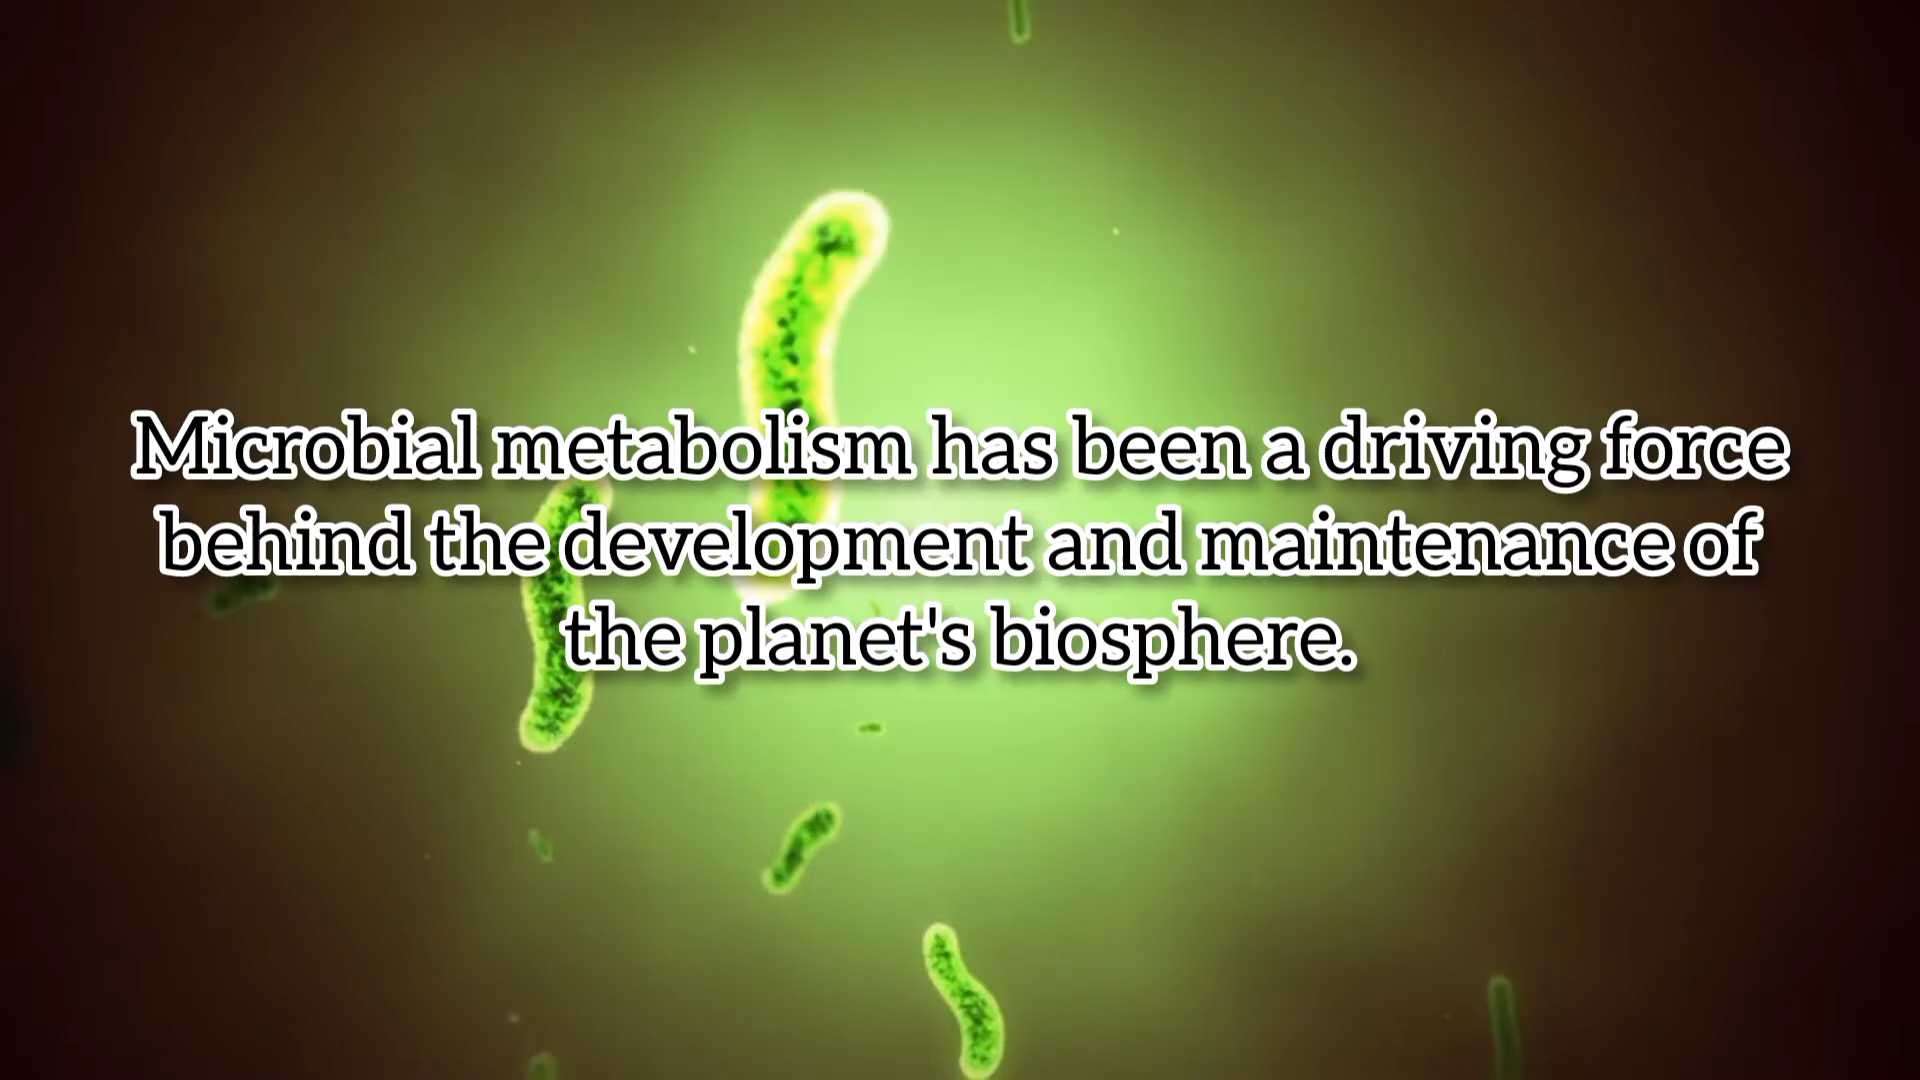 Microbial metabolism has been a driving force
behind the development and maintenance of
the planet's biosphere.